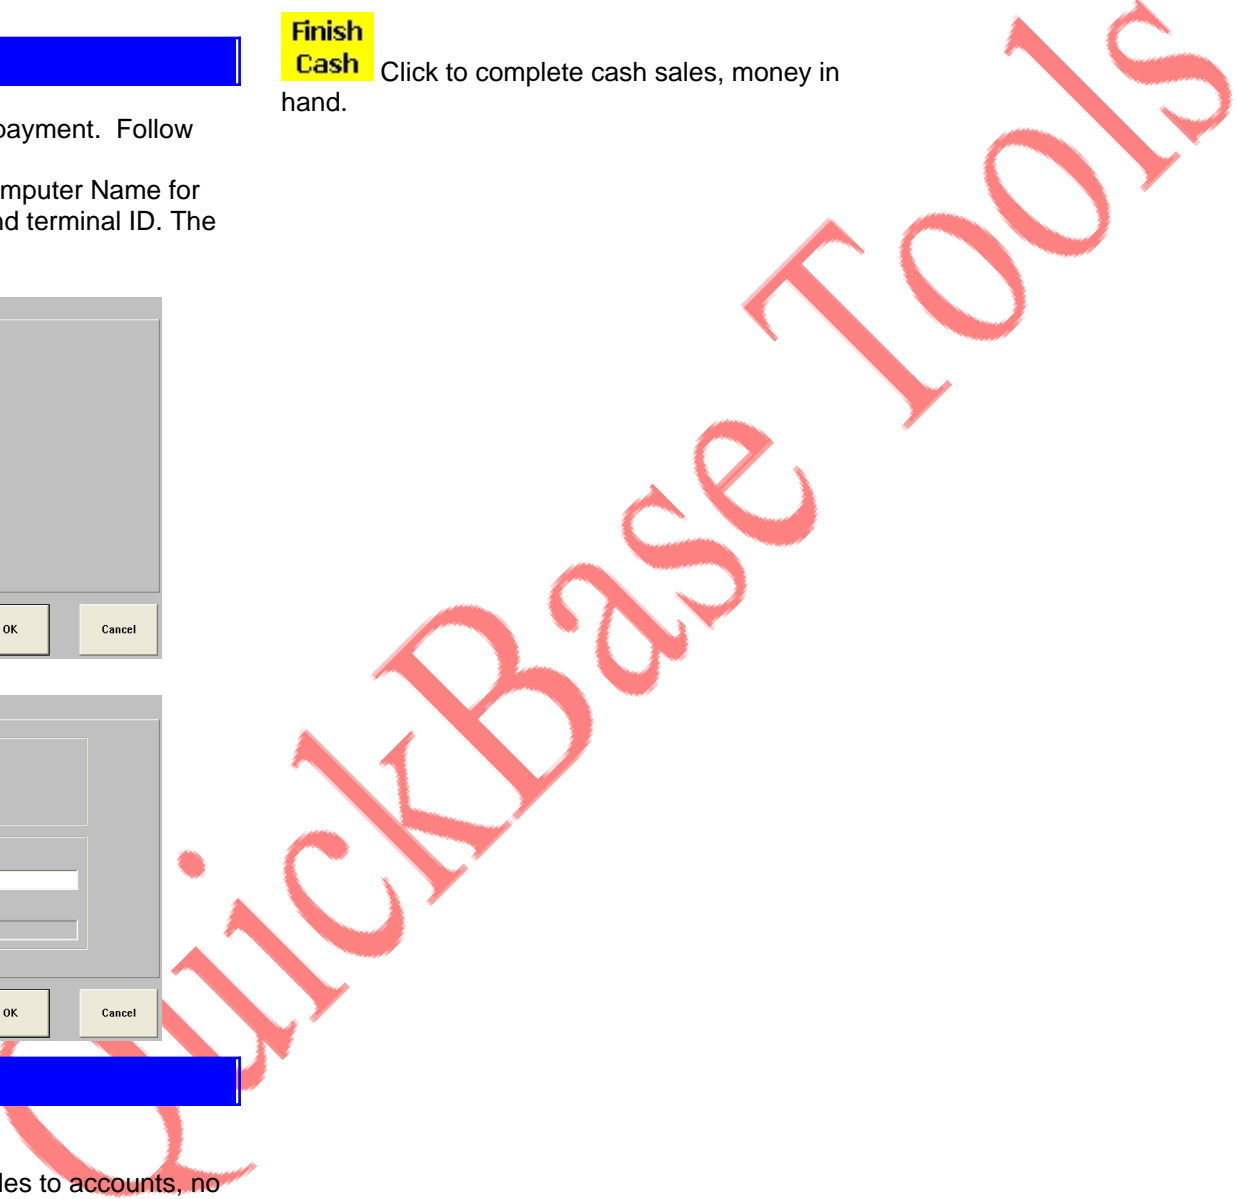 payment. Follow
mputer Name for
nd terminal ID. The
OK Cancel
OK Cancel
les to accounts, no
Finish
Cash Click to complete cash sales, money in
hand.
QuickBase Tools